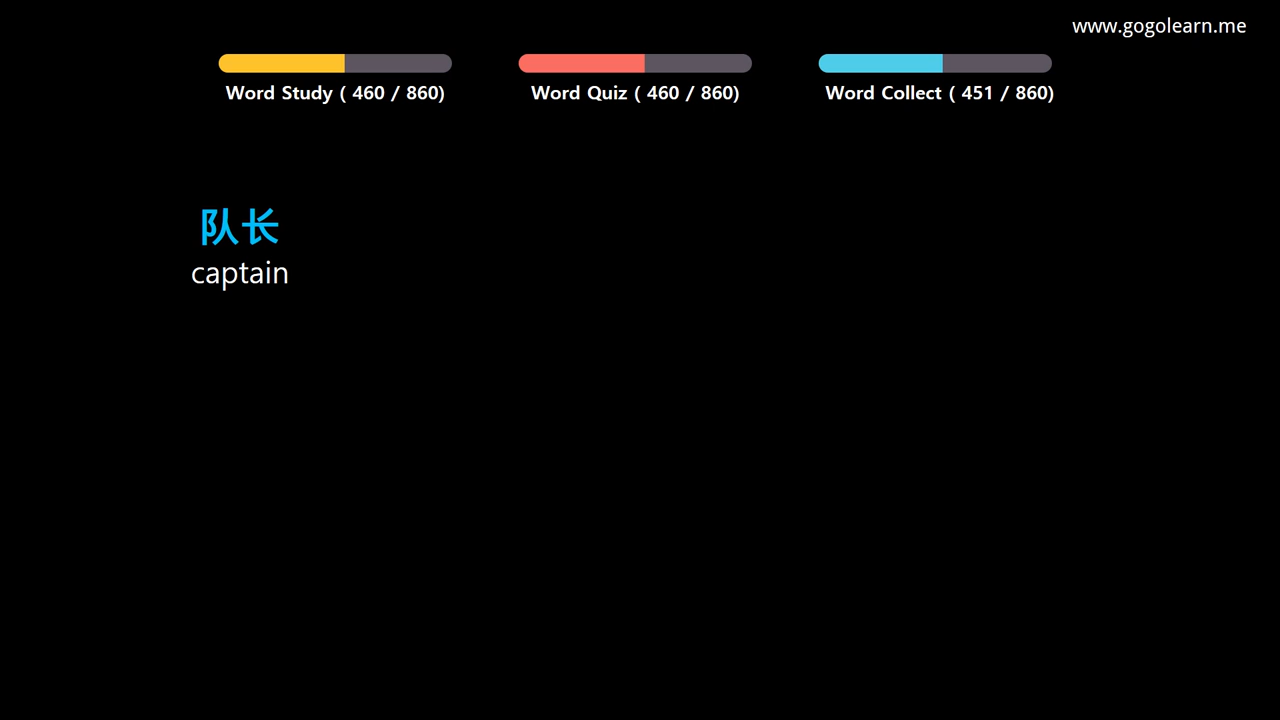 www.gogolearn.me
Word Study ( 460 / 860)
Word Quiz ( 460 / 860)
Word Collect ( 451 / 860)
队长
captain